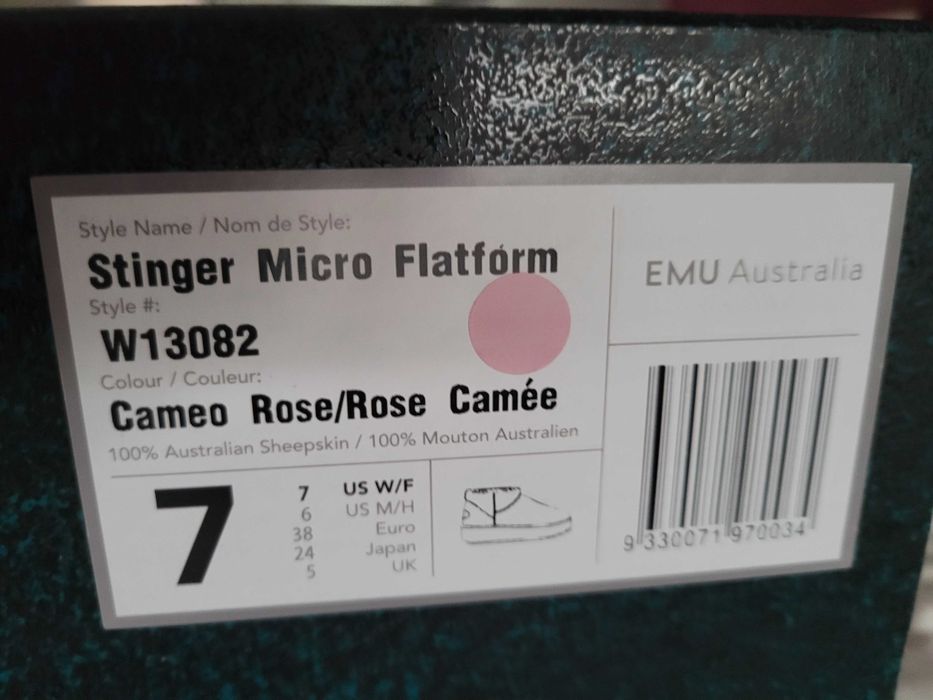 Style Name / Nom de Style:
Stinger Micro Flatform
Style #:
W13082
Colour / Couleur:
Cameo Rose/Rose Camée
100% Australian Sheepskin / 100% Mouton Australien
7
7 US W/F
6 US M/H
38 Euro
24 Japan
5 UK
EMU Australia
9 330071 970034